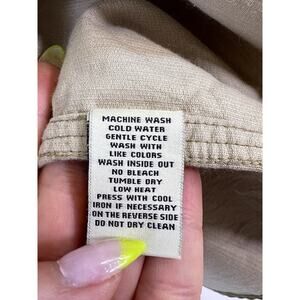 MACHINE WASH
COLD WATER
GENTLE CYCLE
WASH WITH
LIKE COLORS
WASH INSIDE OUT
NO BLEACH
TUMBLE DRY
LOW HEAT
PRESS WITH COOL
IRON IF NECESSARY
ON THE REVERSE SIDE
DO NOT DRY CLEAN